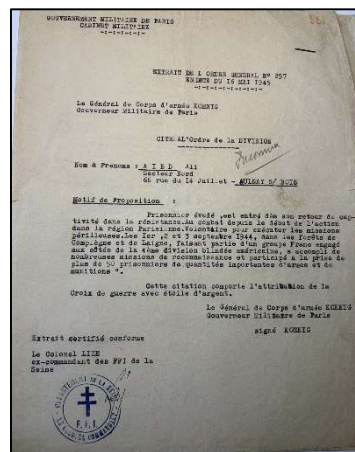 GOUVERNEMENT MILITAIRE DE PARIS
CABINET MILITAIRE
EXTRAIT DE L ORDRE GENERAL N° 257
16 MAI 1945
Le Général de Corps d'armée KOENIG
Gouverneur Militaire de Paris
CITE AL'Ordre de la DIVISION
Inconnu
Nom & Prenoms : Ali
Secteur Nord
68 rue du 14 Juillet - AULNAY S/ BOIS
Motif de Proposition :
Prisonnier évadé ,est entré dès son retour de cap-
tivité dans la résistance.Au combat depuis le début de l'action
dans la région Parisienne.Volontaire pour exécuter les missions
périlleuses.Les 1er ,2 et 3 septembre 1944, dans les forêts de
Compiègne et de Laigue, faisant partie d'un groupe Franc engagé
aux côtés de la 4ème division blindée américaine, a accompli de
nombreuses missions de reconnaissance et participé à la prise de
plus de 50 prisonniers de quantités importantes d'armes et de
munitions ".
Cette citation comporte l'attribution de la
Croix de guerre avec étoile d'argent.
Le Général de Corps d'armée KOENIG
Gouverneur Militaire de Paris
signé KOENIG
Extrait certifié conforme
Le Colonel LIZE
ex-commandant des FFI de la
Seine
F.F.I.